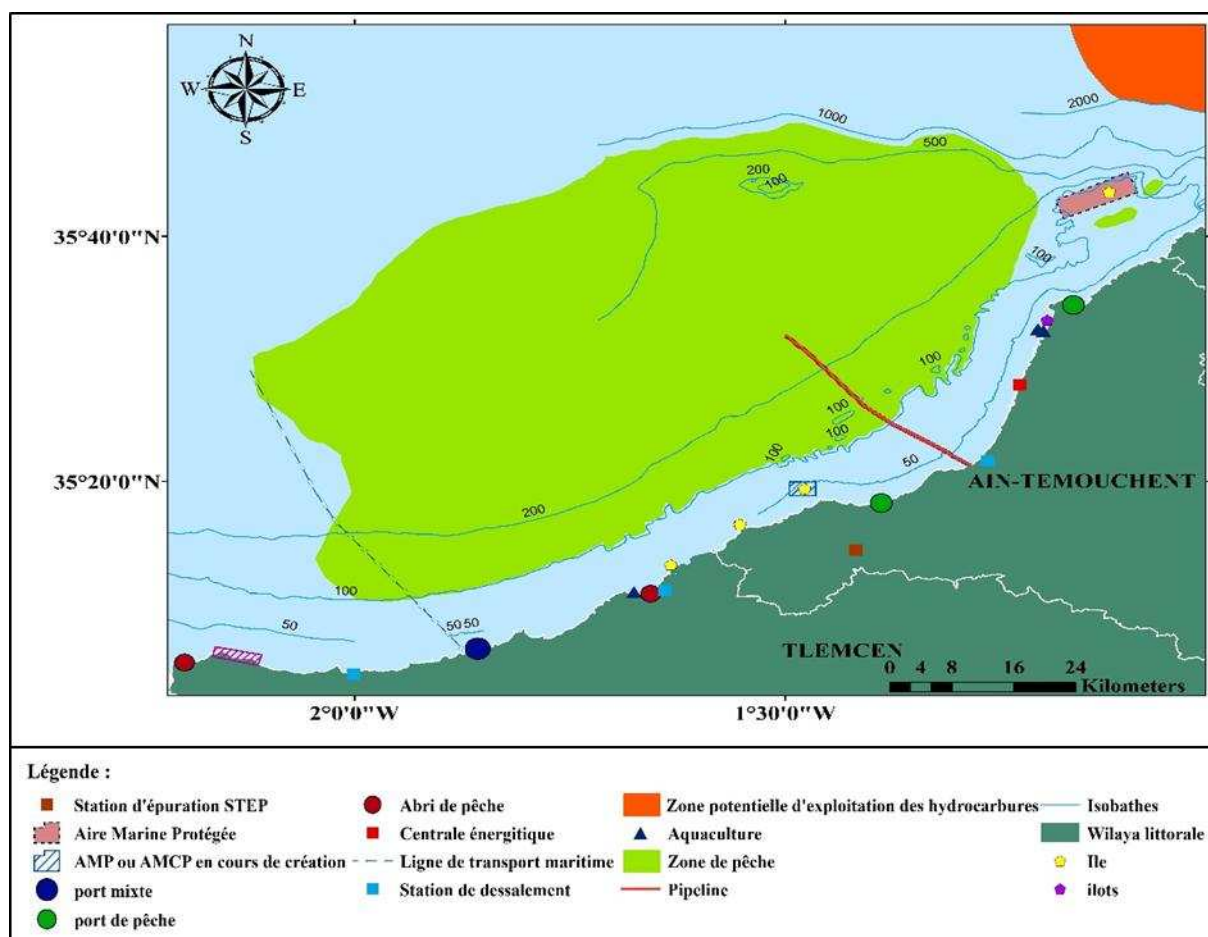 N
W E
S
2000
1000
500
200
100
35°40'0"N
100
100
100
100
100
50
35°20'0"N
AIN-TEMOUCHENT
200
100
50
50 50
TLEMCEN
0 4 8 16 24
Kilometers
2°0'0"W 1°30'0"W
Légende :
Station d'épuration STEP
Abri de pêche
Zone potentielle d'exploitation des hydrocarbures
Isobathes
Aire Marine Protégée
Centrale énergitique
Aquaculture
Wilaya littorale
AMP ou AMCP en cours de création
Ligne de transport maritime
Zone de pêche
Ile
port mixte
Station de dessalement
Pipeline
ilots
port de pêche